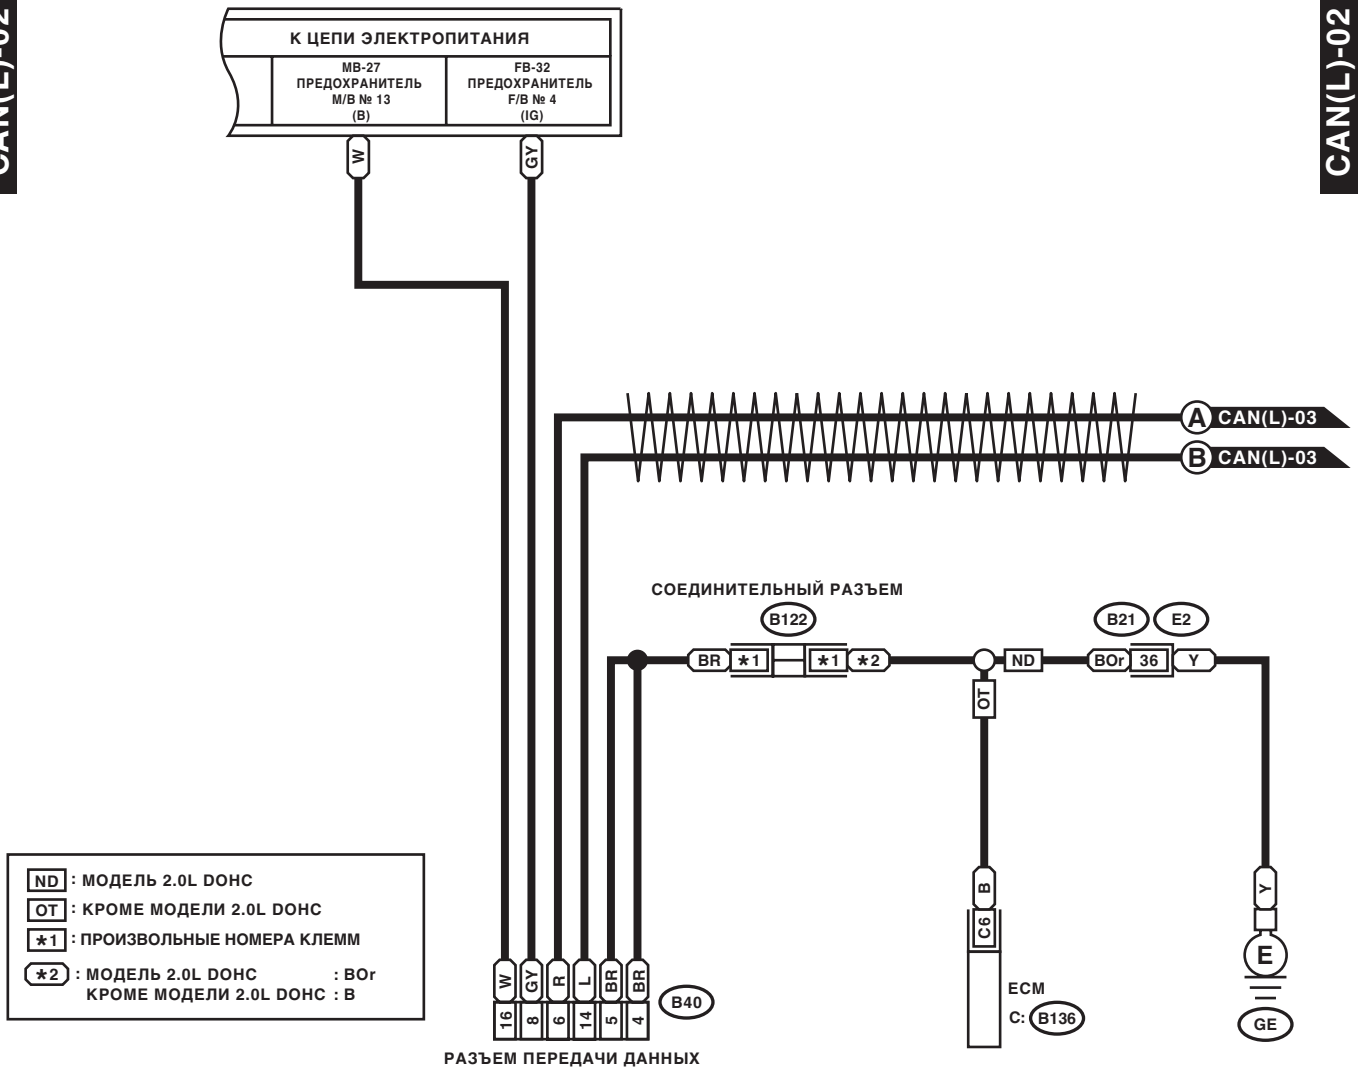 CAN(L)-02
CAN(L)-02
К ЦЕПИ ЭЛЕКТРОПИТАНИЯ
MB-27
ПРЕДОХРАНИТЕЛЬ
M/B № 13
(B)
FB-32
ПРЕДОХРАНИТЕЛЬ
F/B № 4
(IG)
W
GY
A CAN(L)-03
B CAN(L)-03
СОЕДИНИТЕЛЬНЫЙ РАЗЪЕМ
B122
B21 E2
BR *1 *1 *2 ND BOr 36 Y
OT
B
C6
Y
E
GE
ECM
C: B136
W GY R L BR BR
16 8 6 14 5 4
B40
РАЗЪЕМ ПЕРЕДАЧИ ДАННЫХ
ND : МОДЕЛЬ 2.0L DOHC
OT : КРОМЕ МОДЕЛИ 2.0L DOHC
*1 : ПРОИЗВОЛЬНЫЕ НОМЕРА КЛЕММ
*2 : МОДЕЛЬ 2.0L DOHC : BOr
КРОМЕ МОДЕЛИ 2.0L DOHC : B